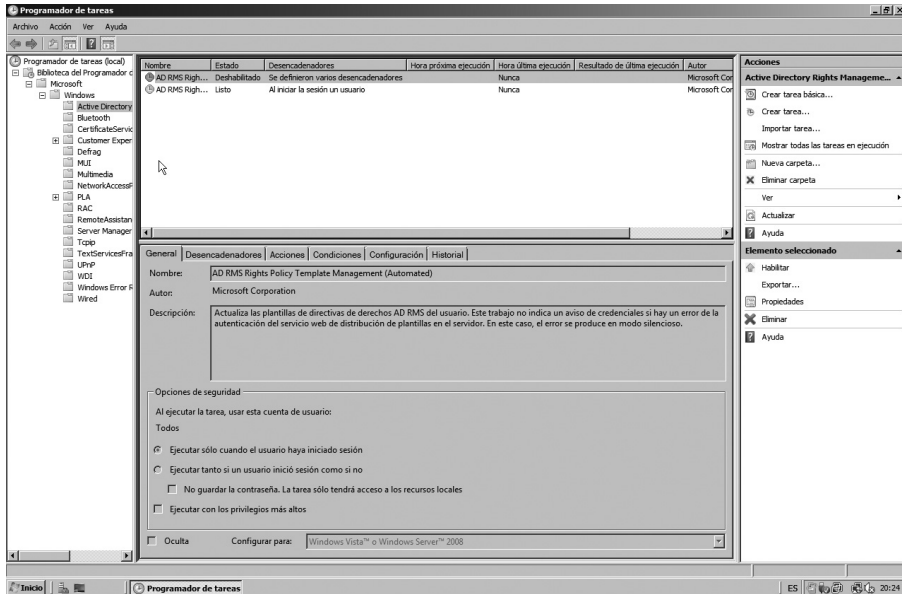 Programador de tareas
Archivo Acción Ver Ayuda
Programador de tareas (local)
Biblioteca del Programador d
Microsoft
Windows
Active Directory
Bluetooth
CertificateServic
Customer Exper
Defrag
MUI
Multimedia
NetworkAccessP
PLA
RAC
RemoteAssistan
Server Manager
Tcpip
TextServicesFra
UPnP
WDI
Windows Error R
Wired
Nombre Estado Desencadenadores Hora próxima ejecución Hora última ejecución Resultado de última ejecución Autor
AD RMS Righ... Deshabilitado Se definieron varios desencadenadores Nunca Microsoft Cor
AD RMS Righ... Listo Al iniciar la sesión un usuario Nunca Microsoft Cor
General Desencadenadores Acciones Condiciones Configuración Historial
Nombre: AD RMS Rights Policy Template Management (Automated)
Autor: Microsoft Corporation
Descripción: Actualiza las plantillas de directivas de derechos AD RMS del usuario. Este trabajo no indica un aviso de credenciales si hay un error de la
autenticación del servicio web de distribución de plantillas en el servidor. En este caso, el error se produce en modo silencioso.
Opciones de seguridad
Al ejecutar la tarea, usar esta cuenta de usuario:
Todos
Ejecutar sólo cuando el usuario haya iniciado sesión
Ejecutar tanto si un usuario inició sesión como si no
No guardar la contraseña. La tarea sólo tendrá acceso a los recursos locales
Ejecutar con los privilegios más altos
Oculta Configurar para: Windows Vista™ o Windows Server™ 2008
Acciones
Active Directory Rights Manageme...
Crear tarea básica...
Crear tarea...
Importar tarea...
Mostrar todas las tareas en ejecución
Nueva carpeta...
Eliminar carpeta
Ver
Actualizar
Ayuda
Elemento seleccionado
Habilitar
Exportar...
Propiedades
Eliminar
Ayuda
Inicio Programador de tareas ES 20:24